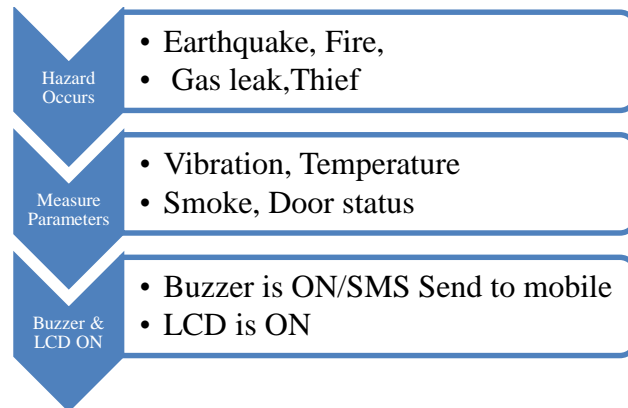 Hazard
Occurs
• Earthquake, Fire,
• Gas leak,Thief
Measure
Parameters
• Vibration, Temperature
• Smoke, Door status
Buzzer &
LCD ON
• Buzzer is ON/SMS Send to mobile
• LCD is ON